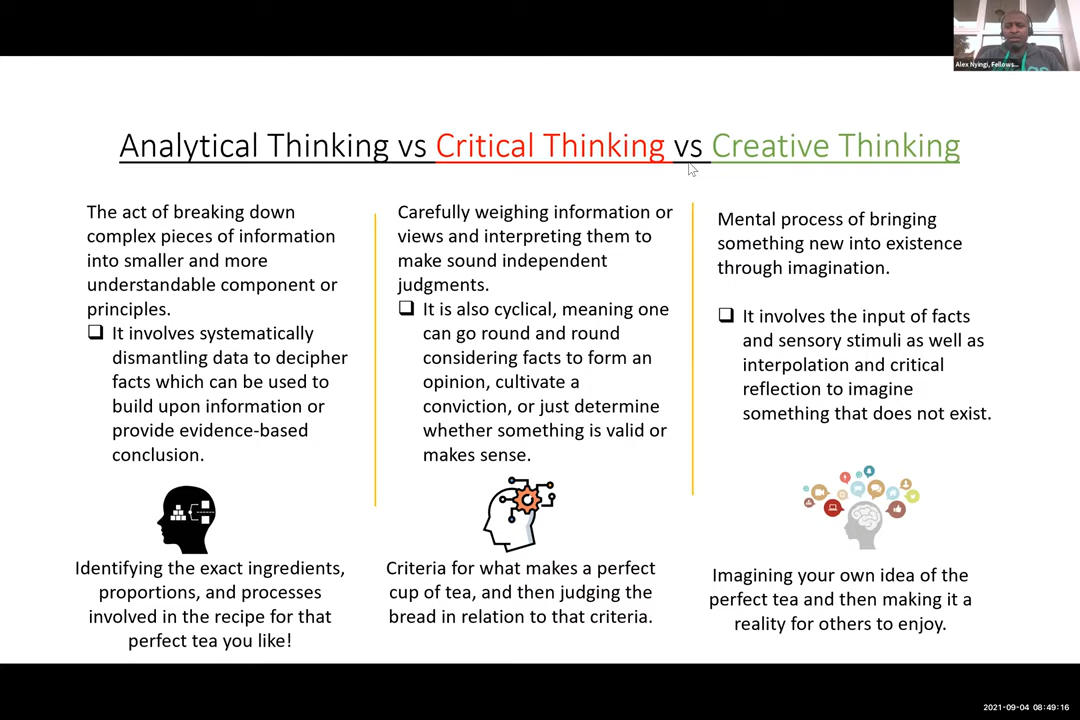 Alex Nyingi, Fellows...
Analytical Thinking vs Critical Thinking vs Creative Thinking
The act of breaking down
complex pieces of information
into smaller and more
understandable component or
principles.
It involves systematically
dismantling data to decipher
facts which can be used to
build upon information or
provide evidence-based
conclusion.
Identifying the exact ingredients,
proportions, and processes
involved in the recipe for that
perfect tea you like!
Carefully weighing information or
views and interpreting them to
make sound independent
judgments.
It is also cyclical, meaning one
can go round and round
considering facts to form an
opinion, cultivate a
conviction, or just determine
whether something is valid or
makes sense.
Criteria for what makes a perfect
cup of tea, and then judging the
bread in relation to that criteria.
Mental process of bringing
something new into existence
through imagination.
It involves the input of facts
and sensory stimuli as well as
interpolation and critical
reflection to imagine
something that does not exist.
Imagining your own idea of the
perfect tea and then making it a
reality for others to enjoy.
2021-09-04 08:49:16